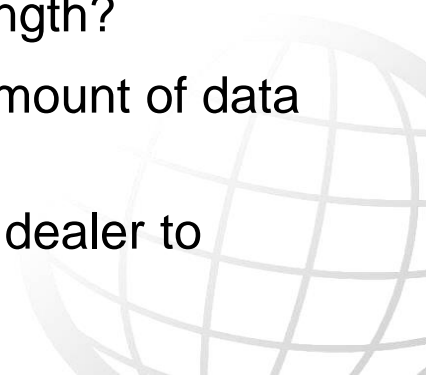 ngth?
mount of data
dealer to